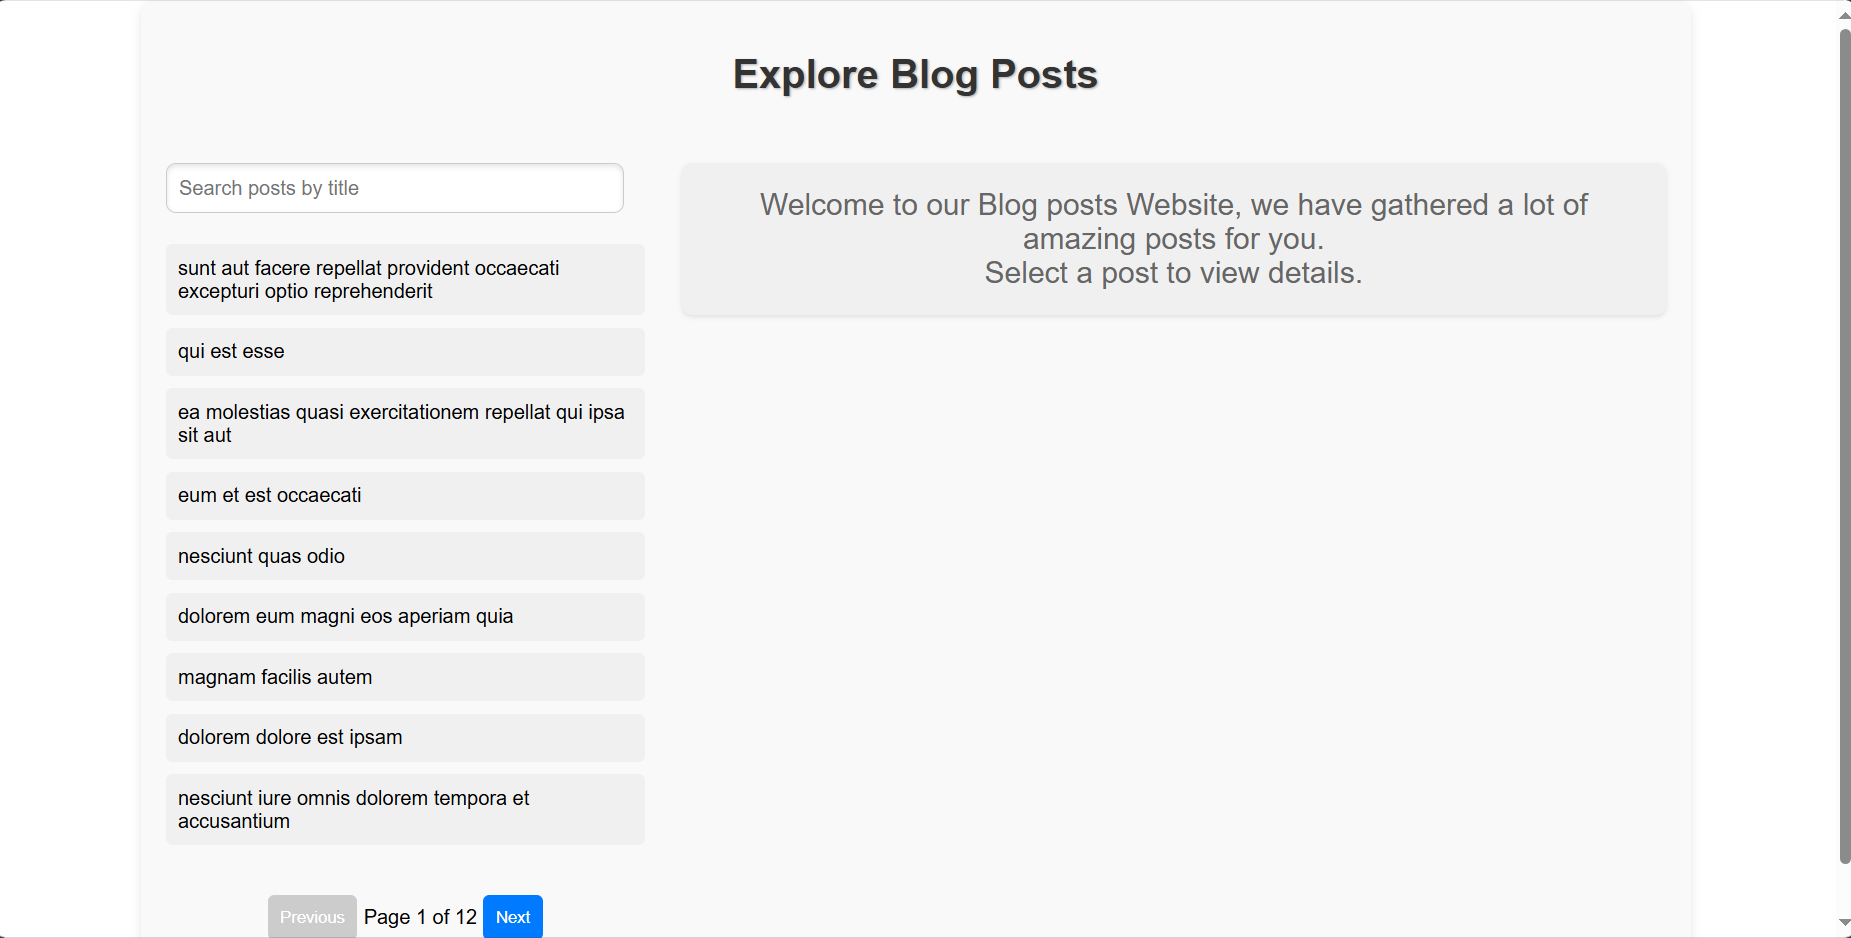 Explore Blog Posts
Search posts by title
sunt aut facere repellat provident occaecati
excepturi optio reprehenderit
qui est esse
ea molestias quasi exercitationem repellat qui ipsa
sit aut
eum et est occaecati
nesciunt quas odio
dolorem eum magni eos aperiam quia
magnam facilis autem
dolorem dolore est ipsam
nesciunt iure omnis dolorem tempora et
accusantium
Previous Page 1 of 12 Next
Welcome to our Blog posts Website, we have gathered a lot of
amazing posts for you.
Select a post to view details.